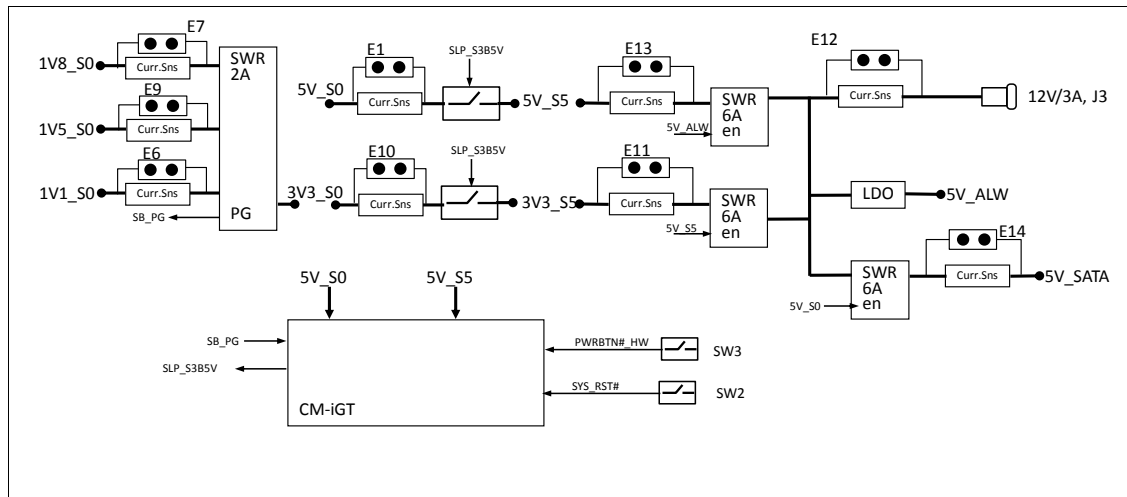 E7
1V8_S0
Curr.Sns
E9
1V5_S0
Curr.Sns
E6
1V1_S0
Curr.Sns
SB_PG
SWR
2A
PG
3V3_S0
E1
5V_S0
Curr.Sns
SLP_S3B5V
5V_S5
E10
Curr.Sns
SLP_S3B5V
3V3_S5
E13
Curr.Sns
5V_ALW
SWR
6A
en
E11
Curr.Sns
5V_S5
SWR
6A
en
E12
Curr.Sns
12V/3A, J3
LDO
5V_ALW
E14
SWR
6A
en
5V_S0
Curr.Sns
5V_SATA
5V_S0
5V_S5
SB_PG
SLP_S3B5V
CM-iGT
PWRBTN#_HW
SW3
SYS_RST#
SW2